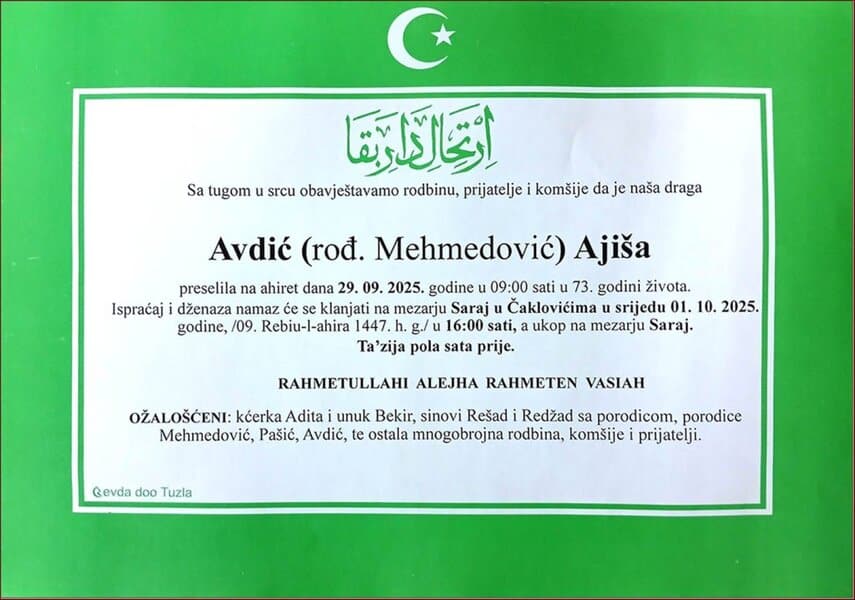 اِرْتِحَالِ دَارِ بَقَا
Sa tugom u srcu obavještavamo rodbinu, prijatelje i komšije da je naša draga
Avdić (rođ. Mehmedović) Ajiša
preselila na ahiret dana 29. 09. 2025. godine u 09:00 sati u 73. godini života.
Ispraćaj i dženaza namaz će se klanjati na mezarju Saraj u Čaklovićima u srijedu 01. 10. 2025.
godine, /09. Rebiu-l-ahira 1447. h. g./ u 16:00 sati, a ukop na mezarju Saraj.
Ta’zija pola sata prije.
RAHMETULLAHI ALEJHA RAHMETEN VASIAH
OŽALOŠĆENI: kćerka Adita i unuk Bekir, sinovi Rešad i Redžad sa porodicom, porodice
Mehmedović, Pašić, Avdić, te ostala mnogobrojna rodbina, komšije i prijatelji.
Ševda doo Tuzla